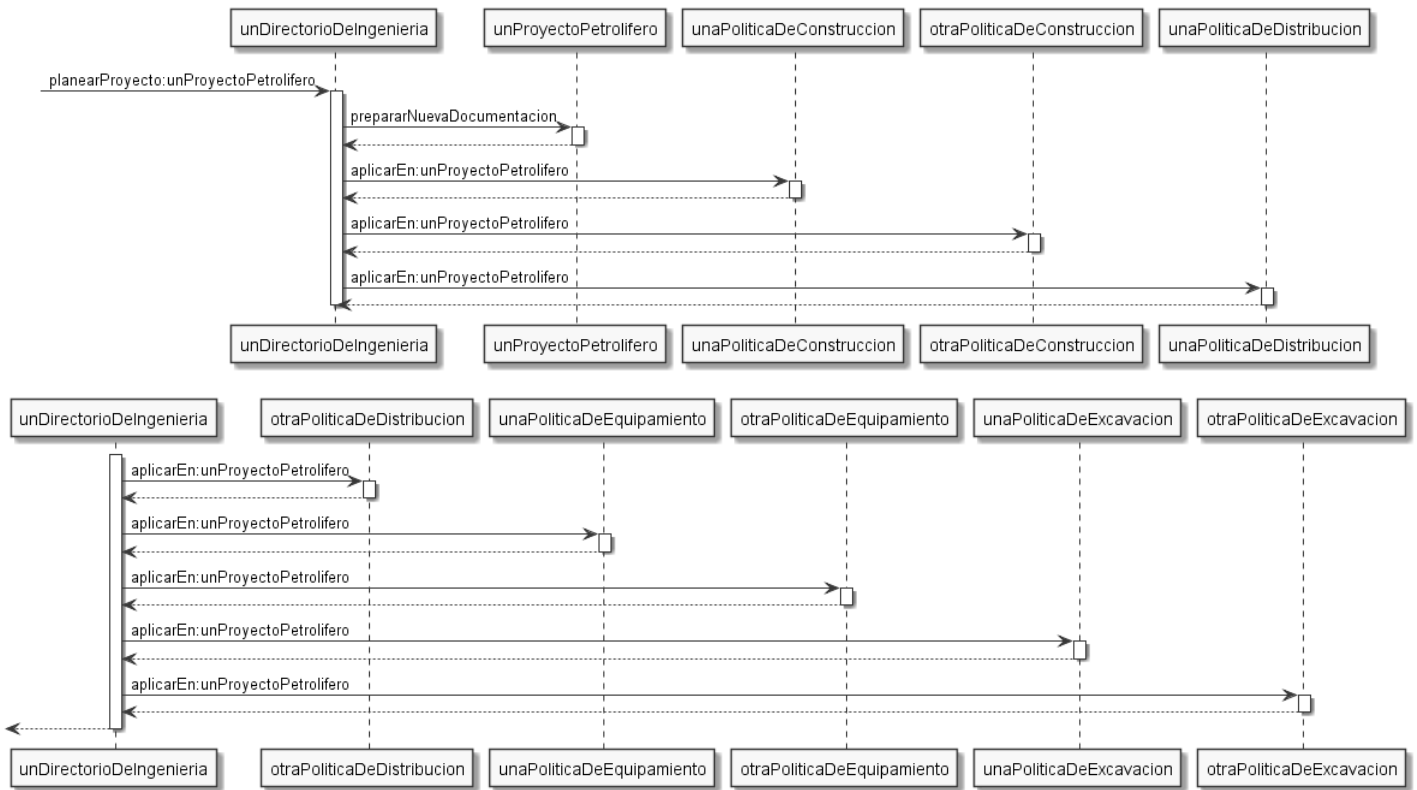 unDirectorioDeIngenieria
unProyectoPetrolifero
unaPoliticaDeConstruccion
otraPoliticaDeConstruccion
unaPoliticaDeDistribucion
planearProyecto:unProyectoPetrolifero
prepararNuevaDocumentacion
aplicarEn:unProyectoPetrolifero
aplicarEn:unProyectoPetrolifero
aplicarEn:unProyectoPetrolifero
unDirectorioDeIngenieria
unProyectoPetrolifero
unaPoliticaDeConstruccion
otraPoliticaDeConstruccion
unaPoliticaDeDistribucion
unDirectorioDeIngenieria
otraPoliticaDeDistribucion
unaPoliticaDeEquipamiento
otraPoliticaDeEquipamiento
unaPoliticaDeExcavacion
otraPoliticaDeExcavacion
aplicarEn:unProyectoPetrolifero
aplicarEn:unProyectoPetrolifero
aplicarEn:unProyectoPetrolifero
aplicarEn:unProyectoPetrolifero
aplicarEn:unProyectoPetrolifero
unDirectorioDeIngenieria
otraPoliticaDeDistribucion
unaPoliticaDeEquipamiento
otraPoliticaDeEquipamiento
unaPoliticaDeExcavacion
otraPoliticaDeExcavacion